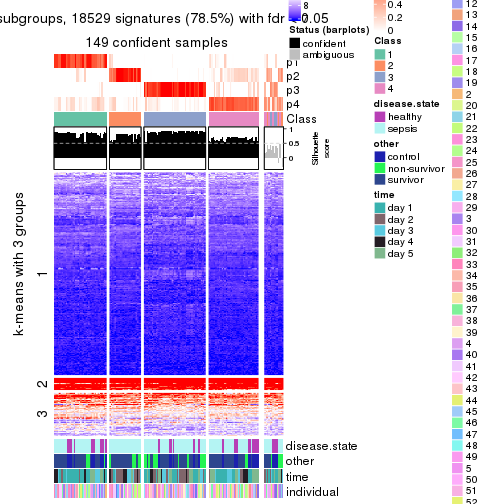 subgroups, 18529 signatures (78.5%) with fdr < 0.05
149 confident samples
p1
p2
p3
p4
Class
1
0.5
0
Silhouette
score
k-means with 3 groups
1
2
3
disease.state
other
time
individual
8
0
Status (barplots)
confident
ambiguous
0.4
0.2
0
Class
1
2
3
4
disease.state
healthy
sepsis
other
control
non-survivor
survivor
time
day 1
day 2
day 3
day 4
day 5
12
13
14
15
16
17
18
19
2
20
21
22
23
24
25
26
27
28
29
3
30
31
32
33
34
35
36
37
38
39
4
40
41
42
43
44
45
46
47
48
49
5
50
51
52